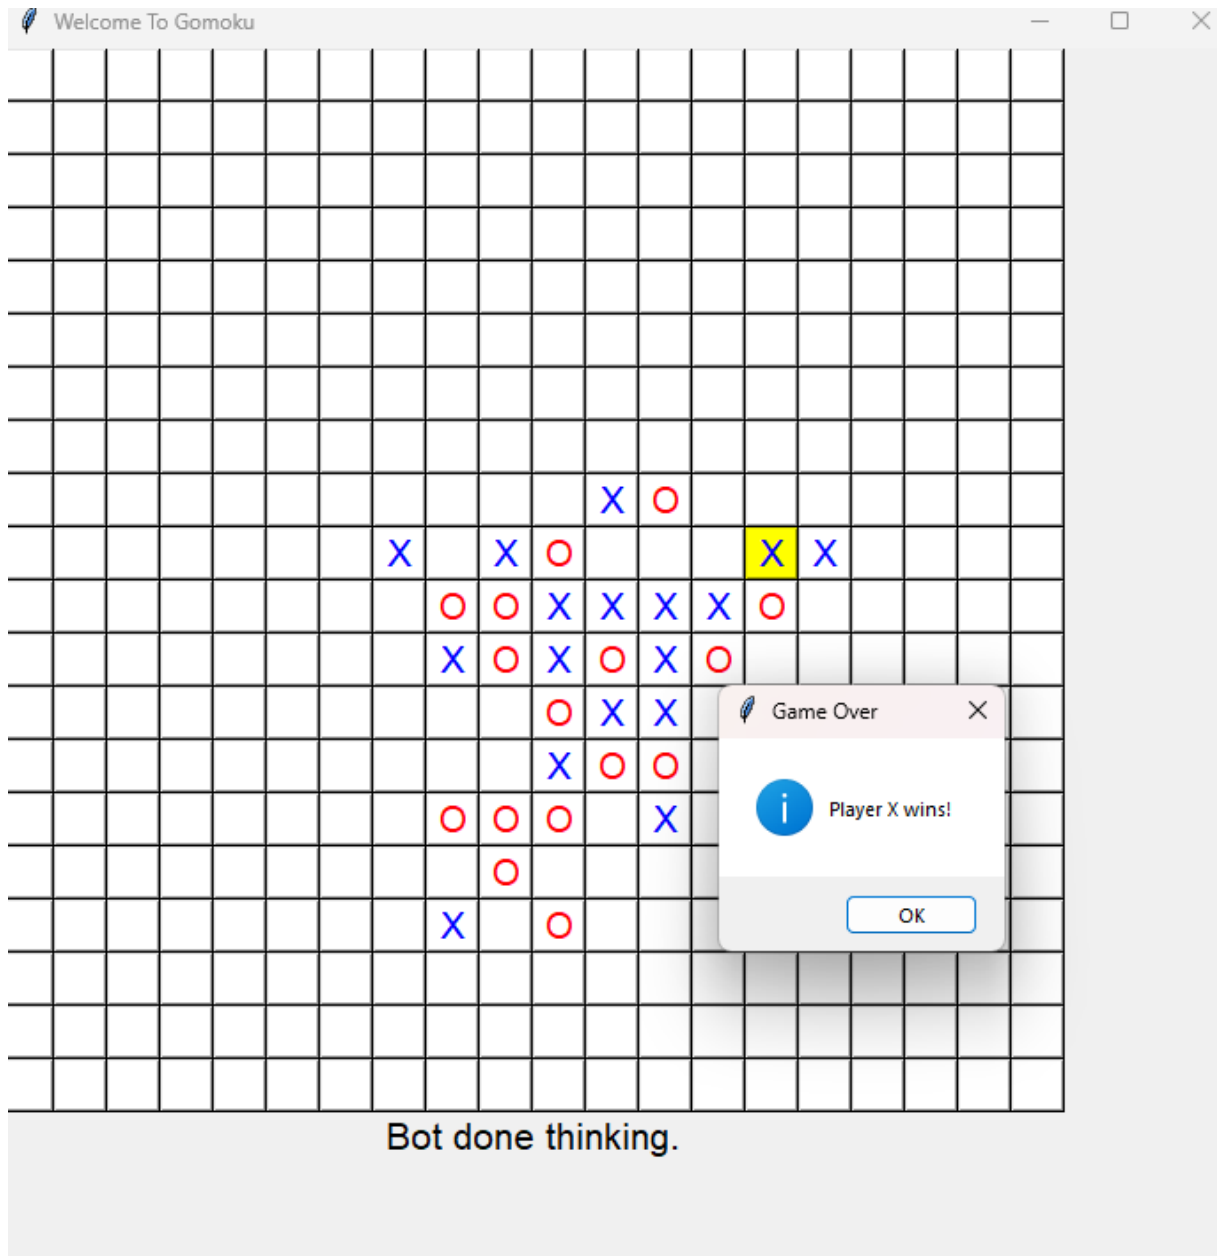 Welcome To Gomoku
X O
X X O X X
O O X X X X O
X O X O X O
O X X
X O O
O O O X
O
X O
Game Over
Player X wins!
OK
Bot done thinking.